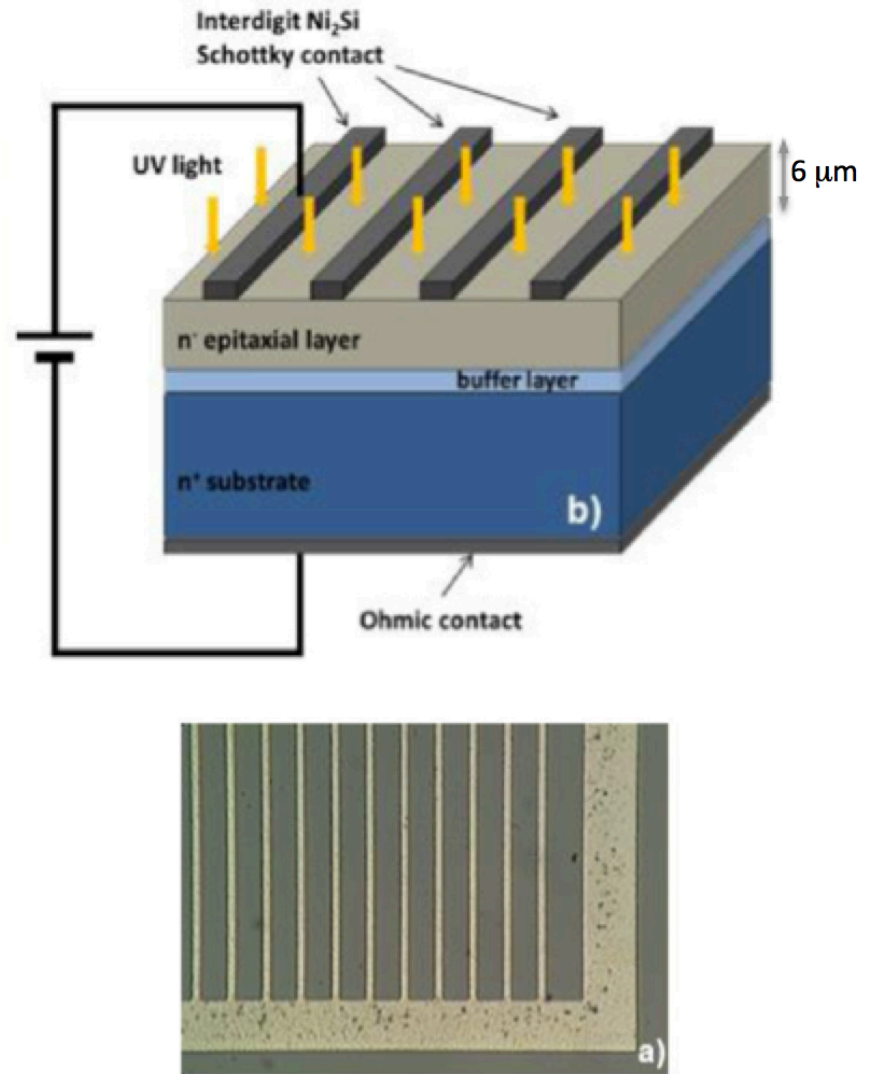 Interdigit Ni₂Si
Schottky contact
UV light
6 μm
n⁻ epitaxial layer
buffer layer
n⁺ substrate
b)
Ohmic contact
a)